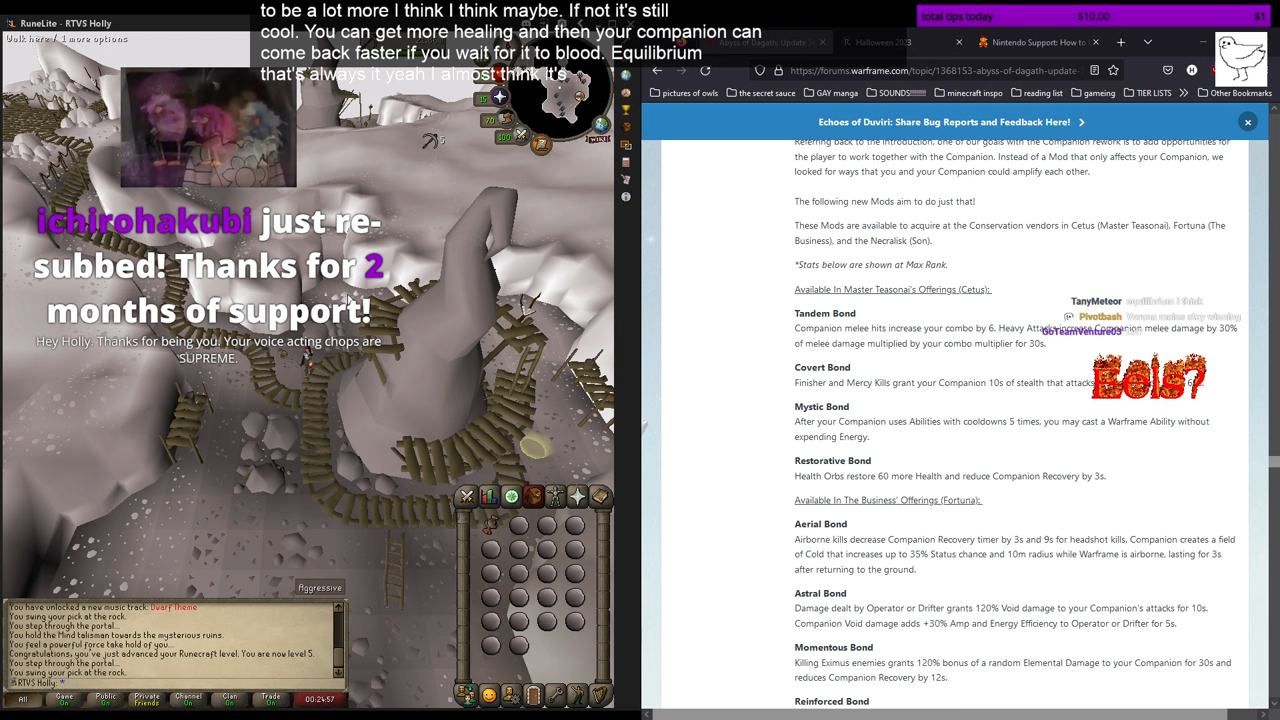 RuneLite - RTVS Holly
Walk here / 1 more options
to be a lot more I think I think maybe. If not it's still
cool. You can get more healing and then your companion can
come back faster if you wait for it to blood. Equilibrium
that's always it yeah I almost think it's
total tips today $10.00 $1
Abyss of Dagath: Update
Halloween 2023
Nintendo Support: How to
https://forums.warframe.com/topic/1368153-abyss-of-dagath-update-
pictures of owls
the secret sauce
GAY manga
SOUNDS!!!!!!!
minecraft inspo
reading list
gameing
TIER LISTS
Other Bookmarks
15
70
100
WIKI
5
ichirohakubi just re-
subbed! Thanks for 2
months of support!
Hey Holly. Thanks for being you. Your voice acting chops are
SUPREME.
Aggressive
You have unlocked a new music track: Dwarf Theme
You swing your pick at the rock.
You step through the portal...
You hold the Mind talisman towards the mysterious ruins.
You feel a powerful force take hold of you...
Congratulations, you've just advanced your Runecraft level. You are now level 5.
You step through the portal...
You swing your pick at the rock.
RTVS Holly: *
All
Game
On
Public
On
Private
Friends
Channel
On
Clan
On
Trade
On
00:24:57
Echoes of Duviri: Share Bug Reports and Feedback Here!
Referring back to the introduction, one of our goals with the Companion rework is to add opportunities for
the player to work together with the Companion. Instead of a Mod that only affects your Companion, we
looked for ways that you and your Companion could amplify each other.
The following new Mods aim to do just that!
These Mods are available to acquire at the Conservation vendors in Cetus (Master Teasonai), Fortuna (The
Business), and the Necralisk (Son).
*Stats below are shown at Max Rank.
Available In Master Teasonai's Offerings (Cetus):
TanyMeteor equilibrium I think
Pivotbash Voruna mains stay winning
GoTeamVenture03
Eels?
Tandem Bond
Companion melee hits increase your combo by 6. Heavy Attacks increase Companion melee damage by 30%
of melee damage multiplied by your combo multiplier for 30s.
Covert Bond
Finisher and Mercy Kills grant your Companion 10s of stealth that attacks
Mystic Bond
After your Companion uses Abilities with cooldowns 5 times, you may cast a Warframe Ability without
expending Energy.
Restorative Bond
Health Orbs restore 60 more Health and reduce Companion Recovery by 3s.
Available In The Business' Offerings (Fortuna):
Aerial Bond
Airborne kills decrease Companion Recovery timer by 3s and 9s for headshot kills. Companion creates a field
of Cold that increases up to 35% Status chance and 10m radius while Warframe is airborne, lasting for 3s
after returning to the ground.
Astral Bond
Damage dealt by Operator or Drifter grants 120% Void damage to your Companion's attacks for 10s.
Companion Void damage adds +30% Amp and Energy Efficiency to Operator or Drifter for 5s.
Momentous Bond
Killing Eximus enemies grants 120% bonus of a random Elemental Damage to your Companion for 30s and
reduces Companion Recovery by 12s.
Reinforced Bond